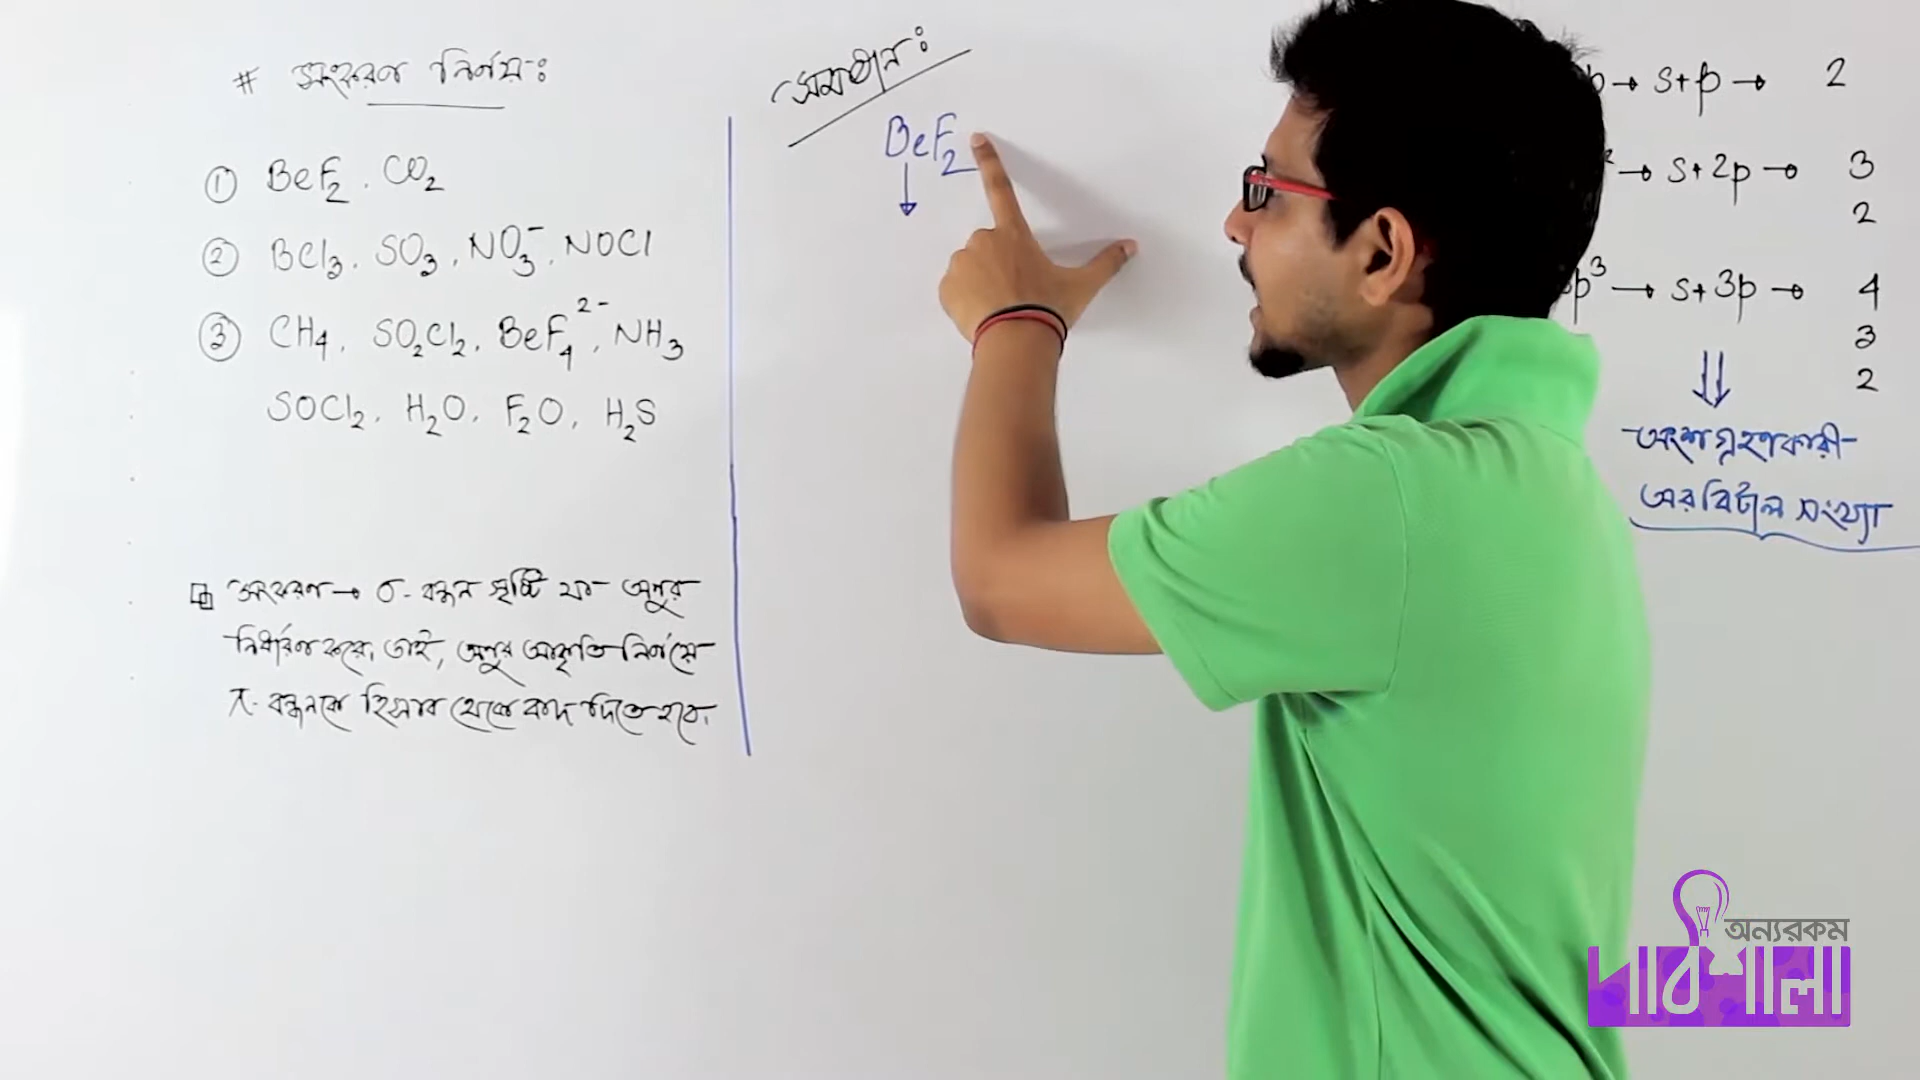 # সংকরণ নির্ণয়ঃ
① BeF₂, CO₂
② BCl₃, SO₃, NO₃⁻, NOCl
③ CH₄, SO₂Cl₂, BeF₄²⁻, NH₃
SOCl₂, H₂O, F₂O, H₂S
সংকরণ → σ- বন্ধন সৃষ্টি যা অণুর
নির্ধারণ করে। তাই, অণুর আকৃতি নির্ণয়ে
π- বন্ধনকে হিসাব থেকে বাদ দিতে হবে।
সমাধানঃ
BeF₂
↓
p → s+p → 2
² → s+2p → 3
2
p³ → s+3p → 4
3
2
অংশগ্রহণকারী
অরবিটাল সংখ্যা
অন্যরকম
পাঠশালা